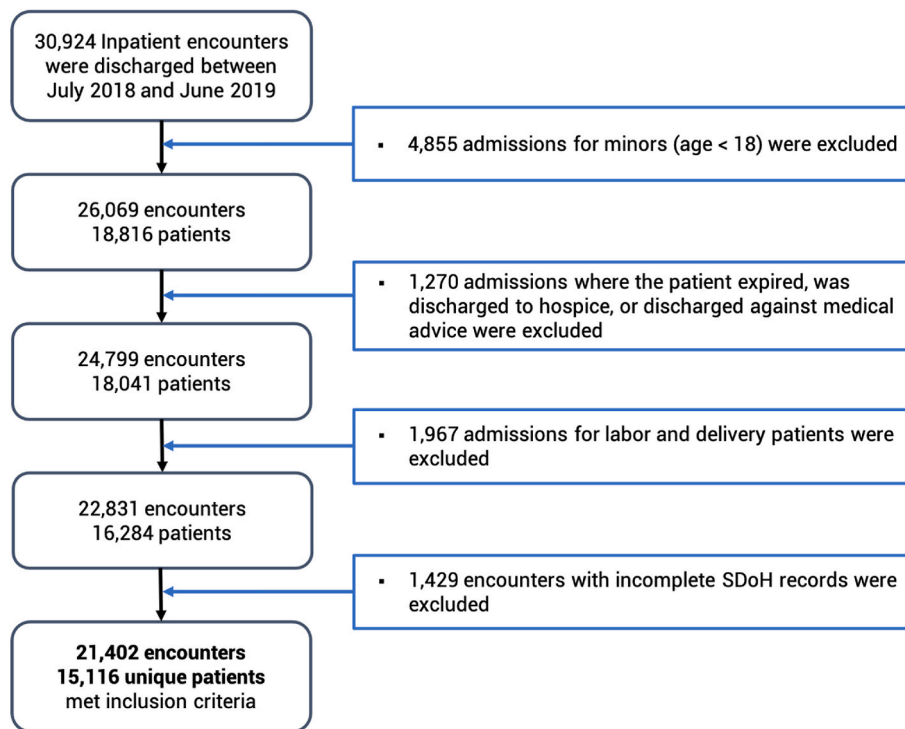 30,924 Inpatient encounters
were discharged between
July 2018 and June 2019
▪ 4,855 admissions for minors (age < 18) were excluded
26,069 encounters
18,816 patients
▪ 1,270 admissions where the patient expired, was
discharged to hospice, or discharged against medical
advice were excluded
24,799 encounters
18,041 patients
▪ 1,967 admissions for labor and delivery patients were
excluded
22,831 encounters
16,284 patients
▪ 1,429 encounters with incomplete SDoH records were
excluded
21,402 encounters
15,116 unique patients
met inclusion criteria